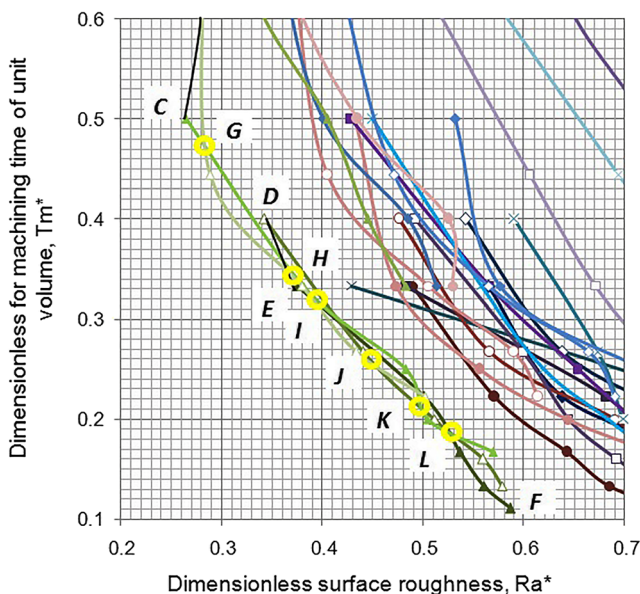 0.6
0.5
0.4
0.3
0.2
0.1
0.2
0.3
0.4
0.5
0.6
0.7
Dimensionless for machining time of unit
volume, Tm*
Dimensionless surface roughness, Ra*
C
G
D
H
E
I
J
K
L
F